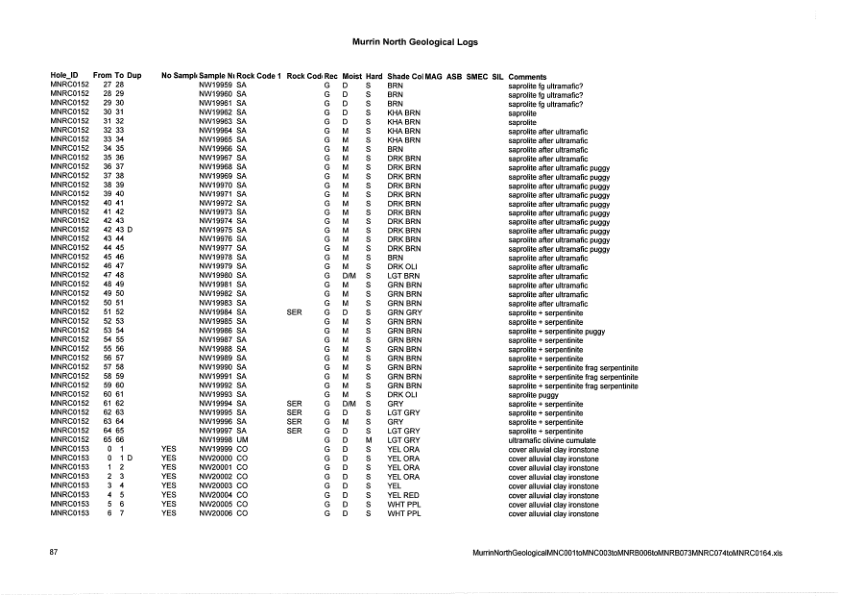 Murrin North Geological Logs
Hole_ID From To Dup No Sampl Sample N Rock Code 1 Rock Cod Rec Moist Hard Shade Col MAG ASB SMEC SIL Comments
MNRC0152 27 28 NW19959 SA G D S BRN saprolite fg ultramafic?
MNRC0152 28 29 NW19960 SA G D S BRN saprolite fg ultramafic?
MNRC0152 29 30 NW19961 SA G D S BRN saprolite fg ultramafic?
MNRC0152 30 31 NW19962 SA G D S KHA BRN saprolite
MNRC0152 31 32 NW19963 SA G D S KHA BRN saprolite
MNRC0152 32 33 NW19964 SA G M S KHA BRN saprolite after ultramafic
MNRC0152 33 34 NW19965 SA G M S KHA BRN saprolite after ultramafic
MNRC0152 34 35 NW19966 SA G M S BRN saprolite after ultramafic
MNRC0152 35 36 NW19967 SA G M S DRK BRN saprolite after ultramafic
MNRC0152 36 37 NW19968 SA G M S DRK BRN saprolite after ultramafic puggy
MNRC0152 37 38 NW19969 SA G M S DRK BRN saprolite after ultramafic puggy
MNRC0152 38 39 NW19970 SA G M S DRK BRN saprolite after ultramafic puggy
MNRC0152 39 40 NW19971 SA G M S DRK BRN saprolite after ultramafic puggy
MNRC0152 40 41 NW19972 SA G M S DRK BRN saprolite after ultramafic puggy
MNRC0152 41 42 NW19973 SA G M S DRK BRN saprolite after ultramafic puggy
MNRC0152 42 43 NW19974 SA G M S DRK BRN saprolite after ultramafic puggy
MNRC0152 42 43 D NW19975 SA G M S DRK BRN saprolite after ultramafic puggy
MNRC0152 43 44 NW19976 SA G M S DRK BRN saprolite after ultramafic puggy
MNRC0152 44 45 NW19977 SA G M S DRK BRN saprolite after ultramafic puggy
MNRC0152 45 46 NW19978 SA G M S BRN saprolite after ultramafic
MNRC0152 46 47 NW19979 SA G M S DRK OLI saprolite after ultramafic
MNRC0152 47 48 NW19980 SA G D/M S LGT BRN saprolite after ultramafic
MNRC0152 48 49 NW19981 SA G M S GRN BRN saprolite after ultramafic
MNRC0152 49 50 NW19982 SA G M S GRN BRN saprolite after ultramafic
MNRC0152 50 51 NW19983 SA G M S GRN BRN saprolite after ultramafic
MNRC0152 51 52 NW19984 SA SER G D S GRN GRY saprolite + serpentinite
MNRC0152 52 53 NW19985 SA G M S GRN BRN saprolite + serpentinite
MNRC0152 53 54 NW19986 SA G M S GRN BRN saprolite + serpentinite puggy
MNRC0152 54 55 NW19987 SA G M S GRN BRN saprolite + serpentinite
MNRC0152 55 56 NW19988 SA G M S GRN BRN saprolite + serpentinite
MNRC0152 56 57 NW19989 SA G M S GRN BRN saprolite + serpentinite
MNRC0152 57 58 NW19990 SA G M S GRN BRN saprolite + serpentinite frag serpentinite
MNRC0152 58 59 NW19991 SA G M S GRN BRN saprolite + serpentinite frag serpentinite
MNRC0152 59 60 NW19992 SA G M S GRN BRN saprolite + serpentinite frag serpentinite
MNRC0152 60 61 NW19993 SA G M S DRK OLI saprolite puggy
MNRC0152 61 62 NW19994 SA SER G D/M S GRY saprolite + serpentinite
MNRC0152 62 63 NW19995 SA SER G D S LGT GRY saprolite + serpentinite
MNRC0152 63 64 NW19996 SA SER G M S GRY saprolite + serpentinite
MNRC0152 64 65 NW19997 SA SER G D S LGT GRY saprolite + serpentinite
MNRC0152 65 66 NW19998 UM G D M LGT GRY ultramafic olivine cumulate
MNRC0153 0 1 YES NW19999 CO G D S YEL ORA cover alluvial clay ironstone
MNRC0153 0 1 D YES NW20000 CO G D S YEL ORA cover alluvial clay ironstone
MNRC0153 1 2 YES NW20001 CO G D S YEL ORA cover alluvial clay ironstone
MNRC0153 2 3 YES NW20002 CO G D S YEL ORA cover alluvial clay ironstone
MNRC0153 3 4 YES NW20003 CO G D S YEL cover alluvial clay ironstone
MNRC0153 4 5 YES NW20004 CO G D S YEL RED cover alluvial clay ironstone
MNRC0153 5 6 YES NW20005 CO G D S WHT PPL cover alluvial clay ironstone
MNRC0153 6 7 YES NW20006 CO G D S WHT PPL cover alluvial clay ironstone
87 MurrinNorthGeologicalMNC001toMNC003toMNRB006toMNRB073MNRC074toMNRC0164.xls